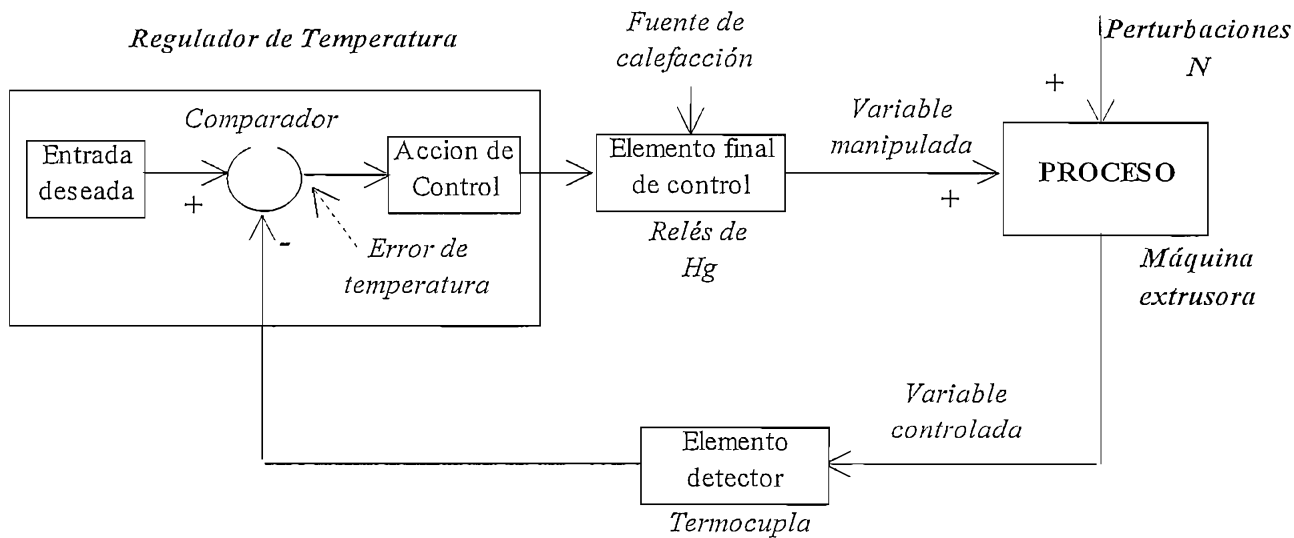 Regulador de Temperatura
Fuente de
calefacción
Perturbaciones
N
+
Comparador
Variable
manipulada
Entrada
deseada
+
Accion de
Control
Elemento final
de control
+
PROCESO
-
Error de
temperatura
Relés de
Hg
Máquina
extrusora
Variable
controlada
Elemento
detector
Termocupla